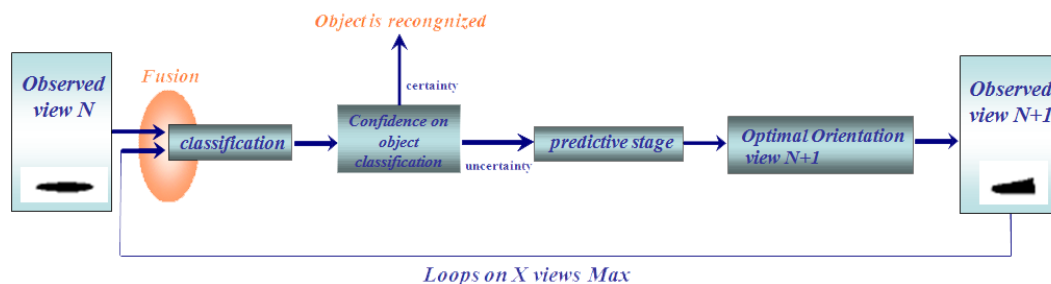 Object is recongnized
Observed
view N
Fusion
certainty
classification
Confidence on
object
classification
uncertainty
predictive stage
Optimal Orientation
view N+1
Observed
view N+1
Loops on X views Max